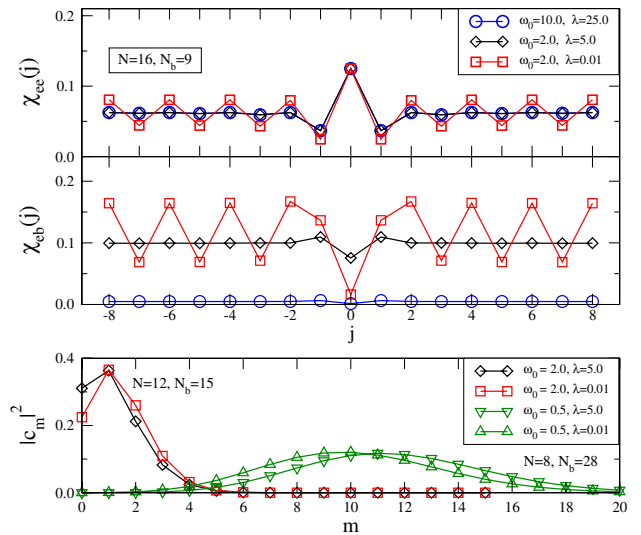 0.2
0.1
0.0
χee(j)
N=16, Nb=9
ω0=10.0, λ=25.0
ω0=2.0, λ=5.0
ω0=2.0, λ=0.01
0.2
0.1
0.0
χeb(j)
-8 -6 -4 -2 0 2 4 6 8
j
0.4
0.2
0.0
|cm|²
N=12, Nb=15
ω0 = 2.0, λ=5.0
ω0 = 2.0, λ=0.01
ω0 = 0.5, λ=5.0
ω0 = 0.5, λ=0.01
N=8, Nb=28
0 2 4 6 8 10 12 14 16 18 20
m